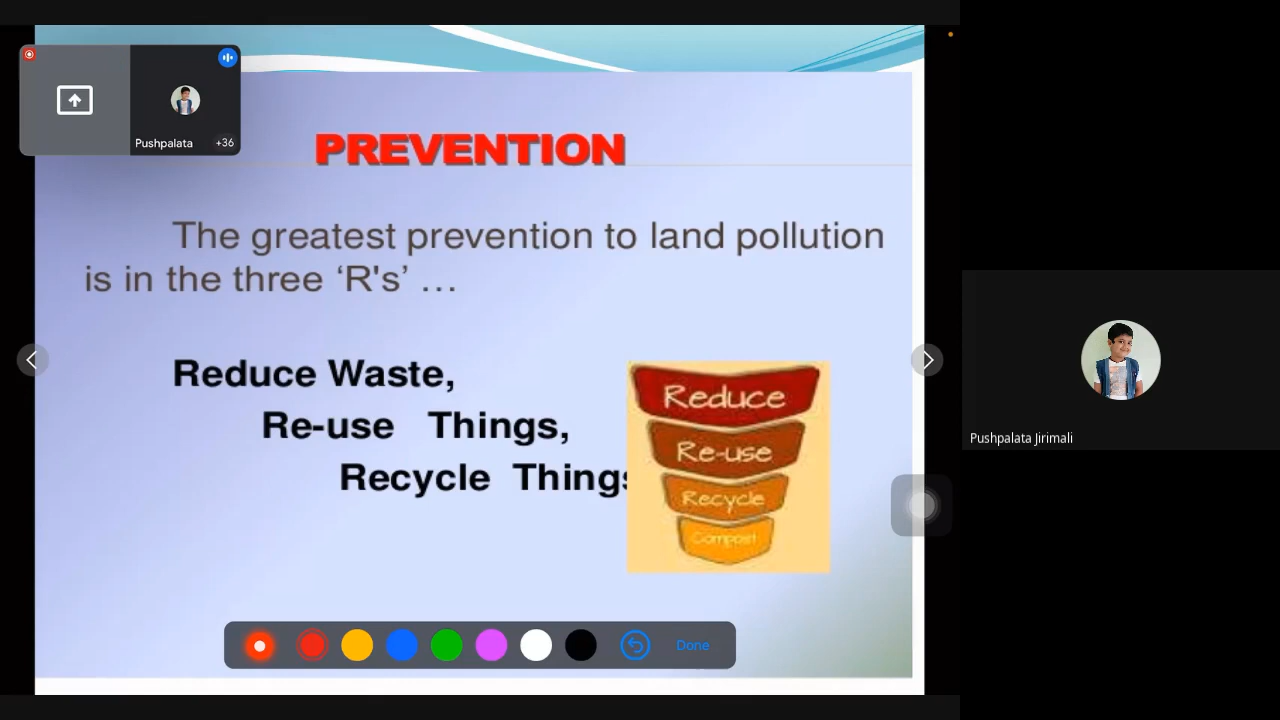 Pushpalata
+36
PREVENTION
The greatest prevention to land pollution
is in the three ‘R's’ …
Reduce Waste,
Re-use Things,
Recycle Things
Reduce
Re-use
Recycle
Compost
Pushpalata Jirimali
Done